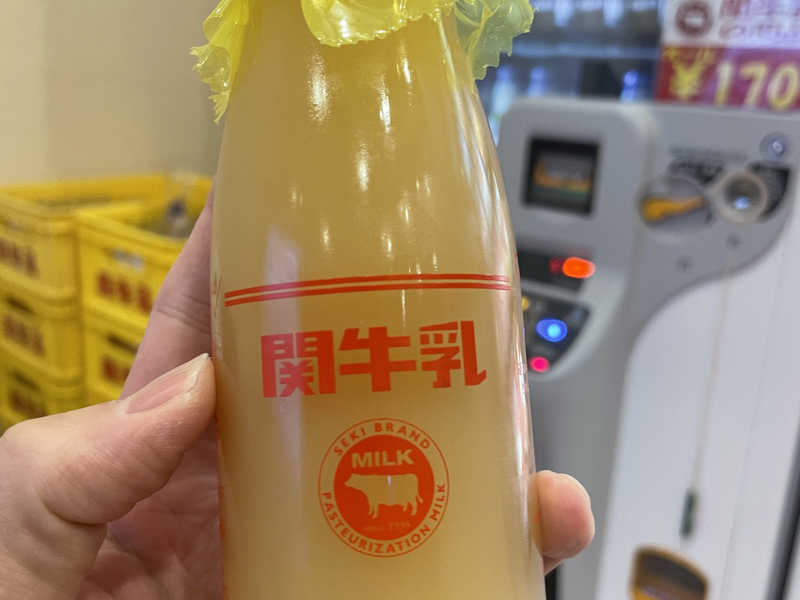 関牛乳
SEKI BRAND
MILK
PASTEURIZATION MILK
¥170